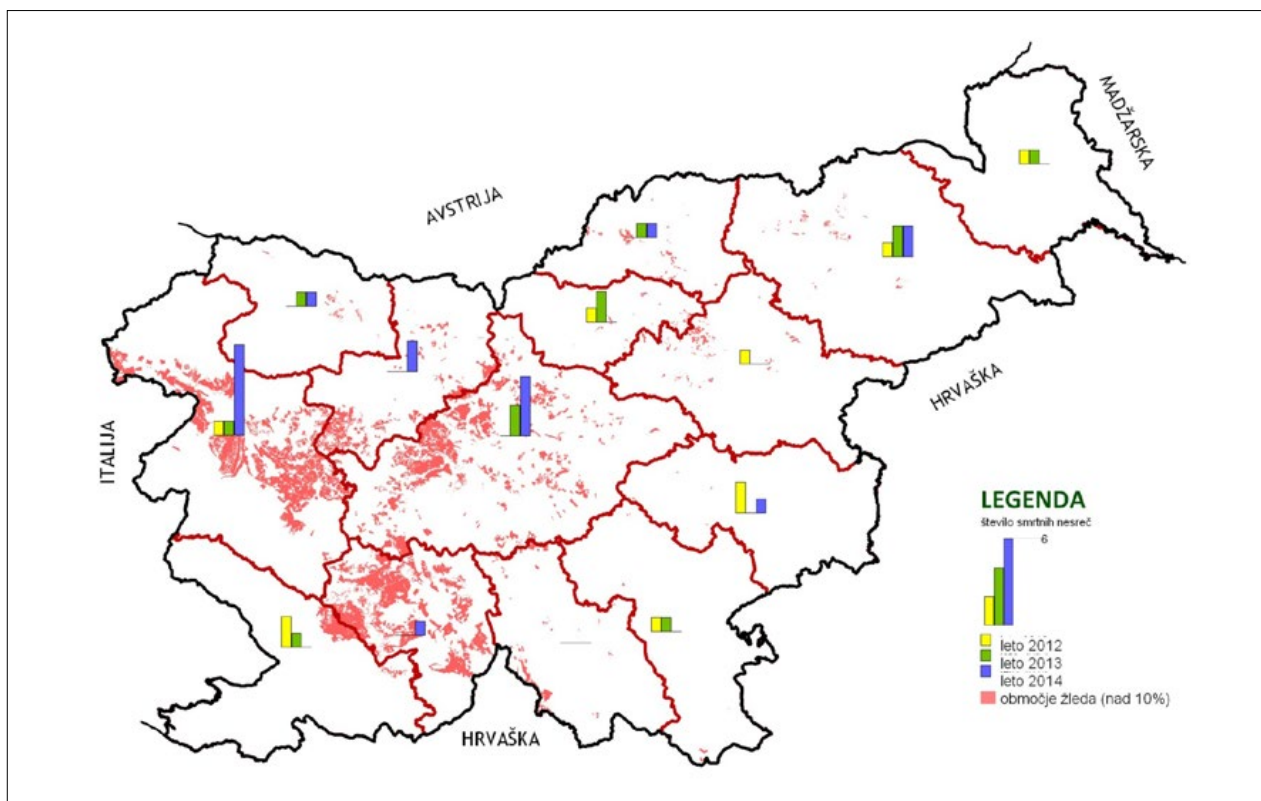 MADŽARSKA
AVSTRIJA
HRVAŠKA
ITALIJA
LEGENDA
število smrtnih nesreč
6
leto 2012
leto 2013
leto 2014
območje žleda (nad 10%)
HRVAŠKA